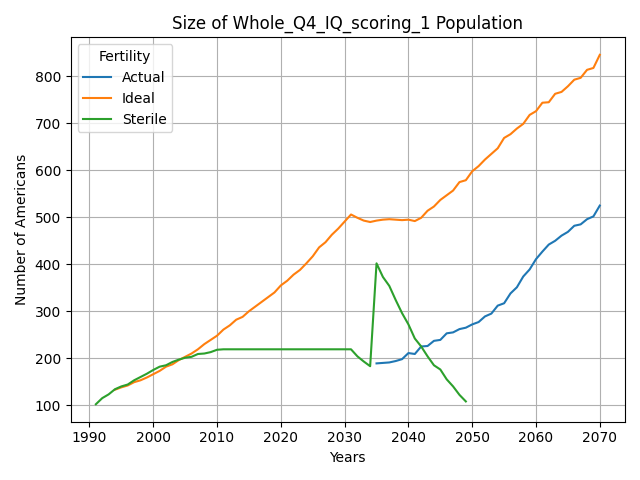 Size of Whole_Q4_IQ_scoring_1 Population
Fertility
Actual
Ideal
Sterile
Number of Americans
800
700
600
500
400
300
200
100
1990 2000 2010 2020 2030 2040 2050 2060 2070
Years